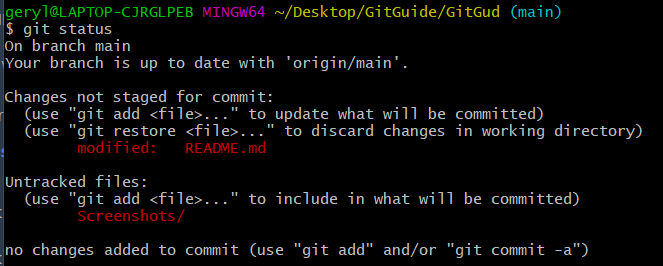 geryl@LAPTOP-CJRGLPEB MINGW64 ~/Desktop/GitGuide/GitGud (main)
$ git status
On branch main
Your branch is up to date with 'origin/main'.

Changes not staged for commit:
  (use "git add <file>..." to update what will be committed)
  (use "git restore <file>..." to discard changes in working directory)
        modified:   README.md

Untracked files:
  (use "git add <file>..." to include in what will be committed)
        Screenshots/

no changes added to commit (use "git add" and/or "git commit -a")